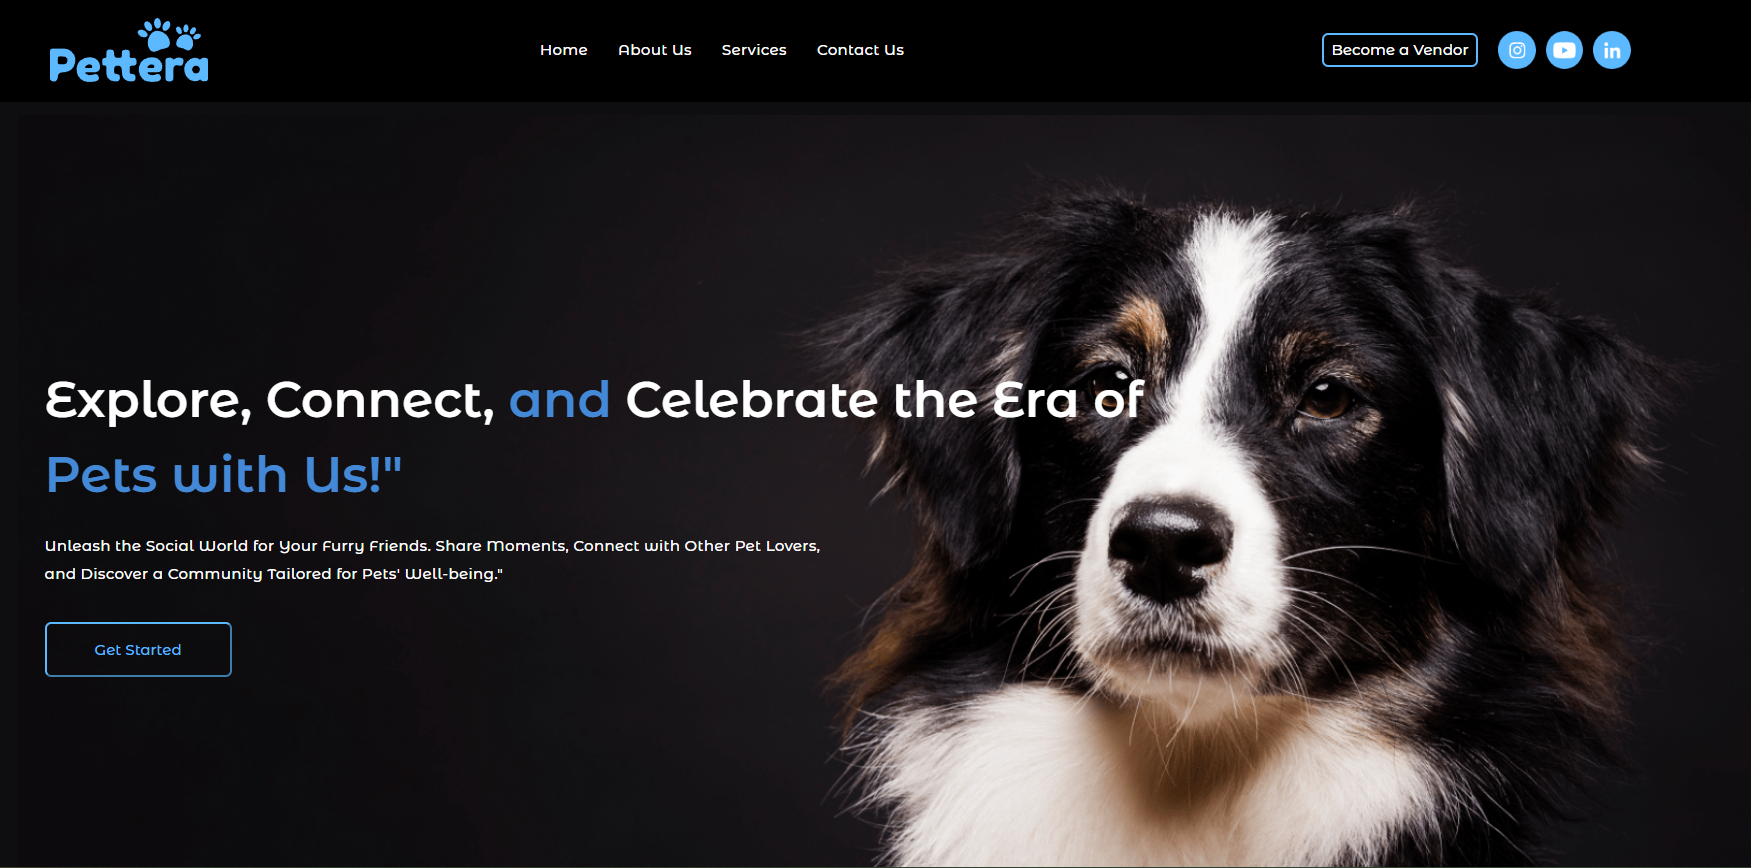 Pettera
Home About Us Services Contact Us
Become a Vendor
Explore, Connect, and Celebrate the Era of
Pets with Us!"
Unleash the Social World for Your Furry Friends. Share Moments, Connect with Other Pet Lovers,
and Discover a Community Tailored for Pets' Well-being."
Get Started